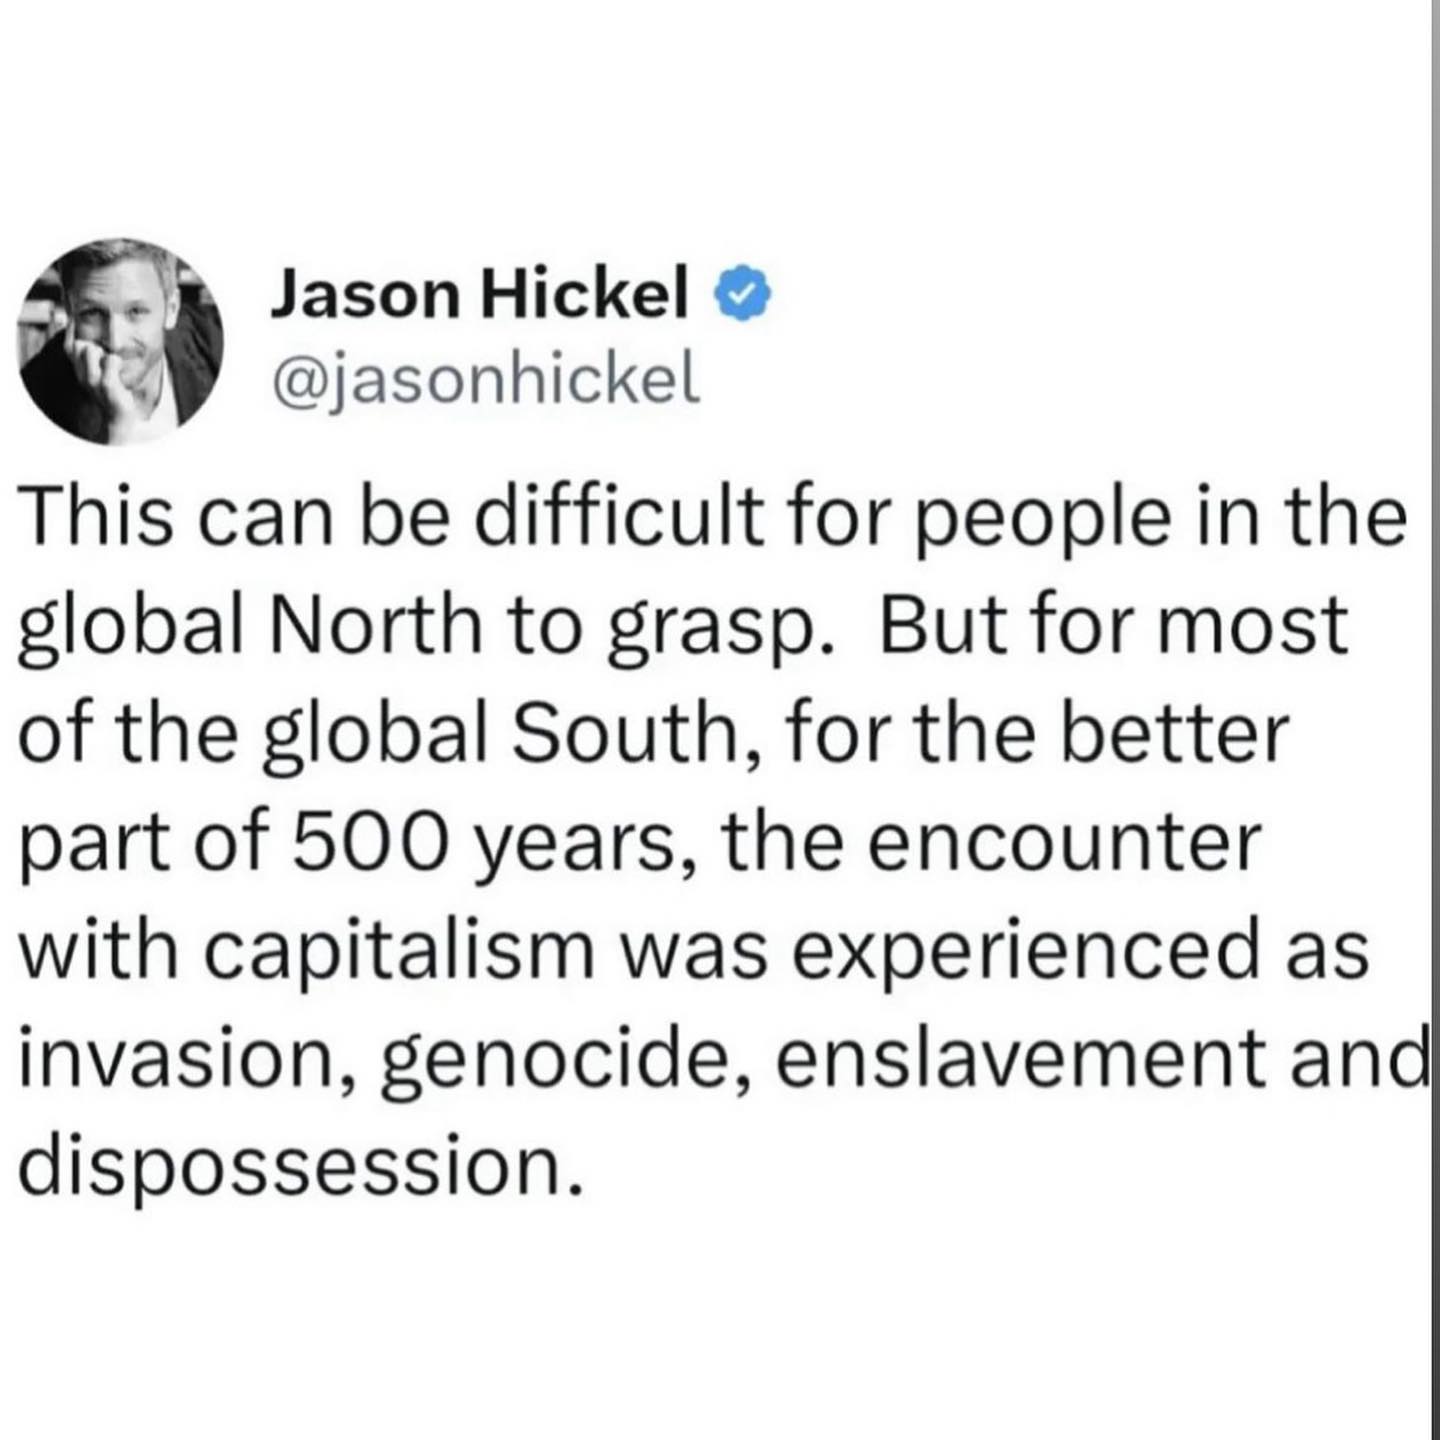 Jason Hickel
@jasonhickel
This can be difficult for people in the
global North to grasp.  But for most
of the global South, for the better
part of 500 years, the encounter
with capitalism was experienced as
invasion, genocide, enslavement and
dispossession.